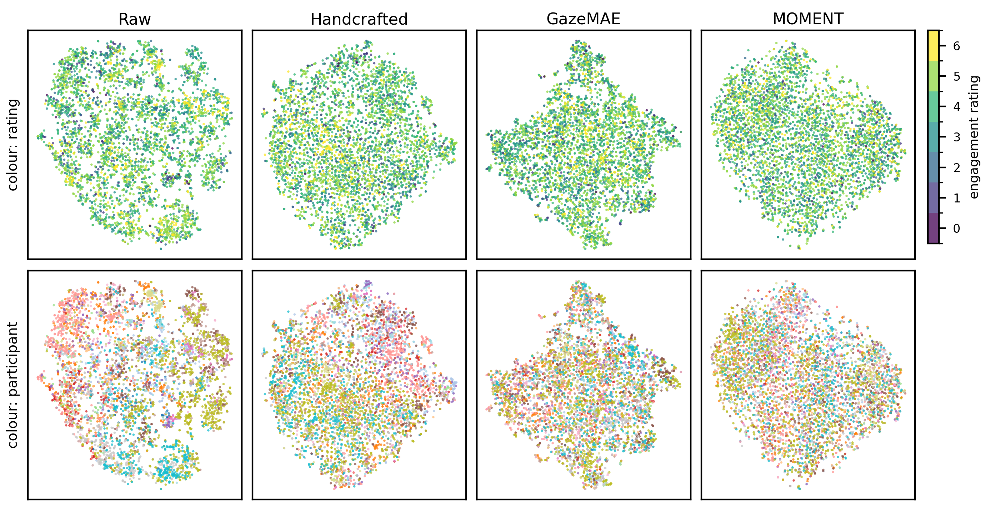 Raw
Handcrafted
GazeMAE
MOMENT
colour: rating
6
5
4
3
2
1
0
engagement rating
colour: participant